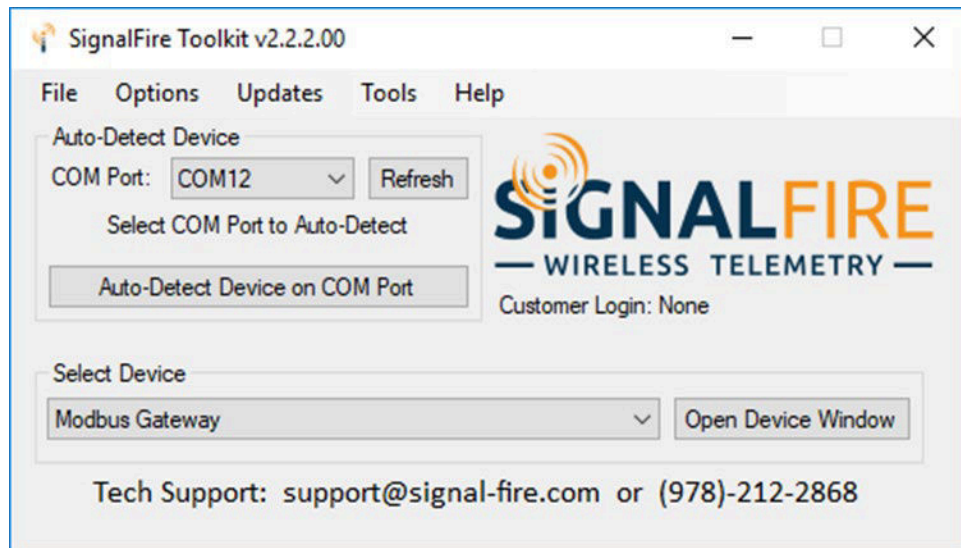 SignalFire Toolkit v2.2.2.00
File Options Updates Tools Help
Auto-Detect Device
COM Port: COM12 Refresh
Select COM Port to Auto-Detect
Auto-Detect Device on COM Port
SIGNALFIRE
WIRELESS TELEMETRY
Customer Login: None
Select Device
Modbus Gateway Open Device Window
Tech Support: support@signal-fire.com or (978)-212-2868